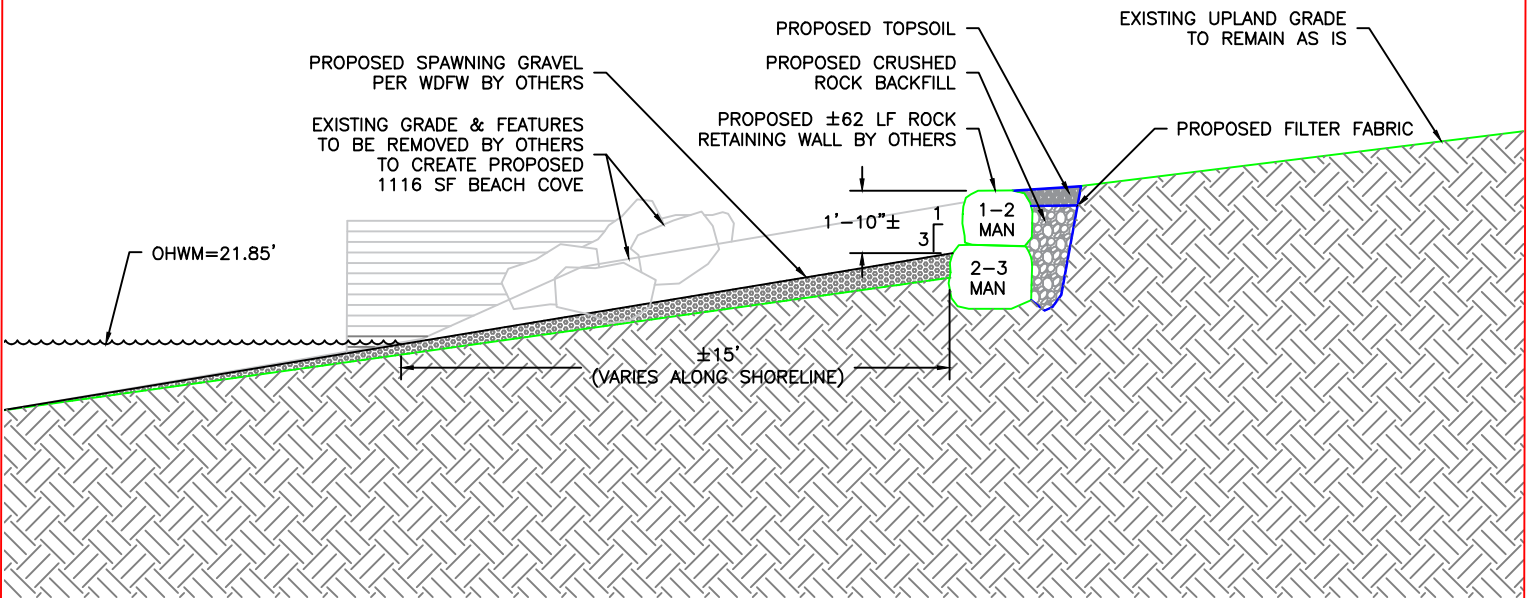 PROPOSED TOPSOIL
EXISTING UPLAND GRADE
TO REMAIN AS IS
PROPOSED SPAWNING GRAVEL
PER WDFW BY OTHERS
PROPOSED CRUSHED
ROCK BACKFILL
EXISTING GRADE & FEATURES
TO BE REMOVED BY OTHERS
TO CREATE PROPOSED
1116 SF BEACH COVE
PROPOSED ±62 LF ROCK
RETAINING WALL BY OTHERS
PROPOSED FILTER FABRIC
1'-10"±
1
3
1-2
MAN
2-3
MAN
OHWM=21.85'
±15'
(VARIES ALONG SHORELINE)